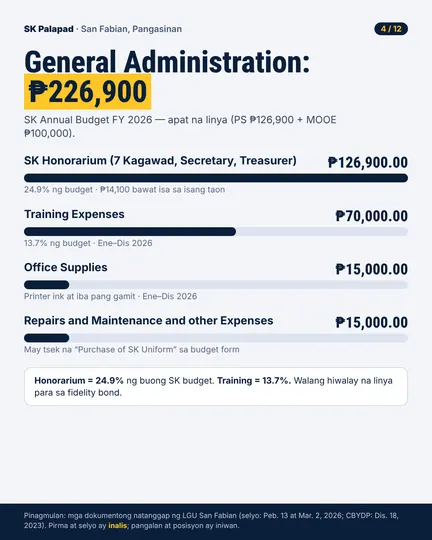 SK Palapad · San Fabian, Pangasinan
4 / 12
General Administration:
₱226,900
SK Annual Budget FY 2026 — apat na linya (PS ₱126,900 + MOOE
₱100,000).
SK Honorarium (7 Kagawad, Secretary, Treasurer)
₱126,900.00
24.9% ng budget · ₱14,100 bawat isa sa isang taon
Training Expenses
₱70,000.00
13.7% ng budget · Ene–Dis 2026
Office Supplies
₱15,000.00
Printer ink at iba pang gamit · Ene–Dis 2026
Repairs and Maintenance and other Expenses
₱15,000.00
May tsek na “Purchase of SK Uniform” sa budget form
Honorarium = 24.9% ng buong SK budget. Training = 13.7%. Walang hiwalay na linya
para sa fidelity bond.
Pinagmulan: mga dokumentong natanggap ng LGU San Fabian (selyo: Peb. 13 at Mar. 2, 2026; CBYDP: Dis. 18,
2023). Pirma at selyo ay inalis; pangalan at posisyon ay iniwan.